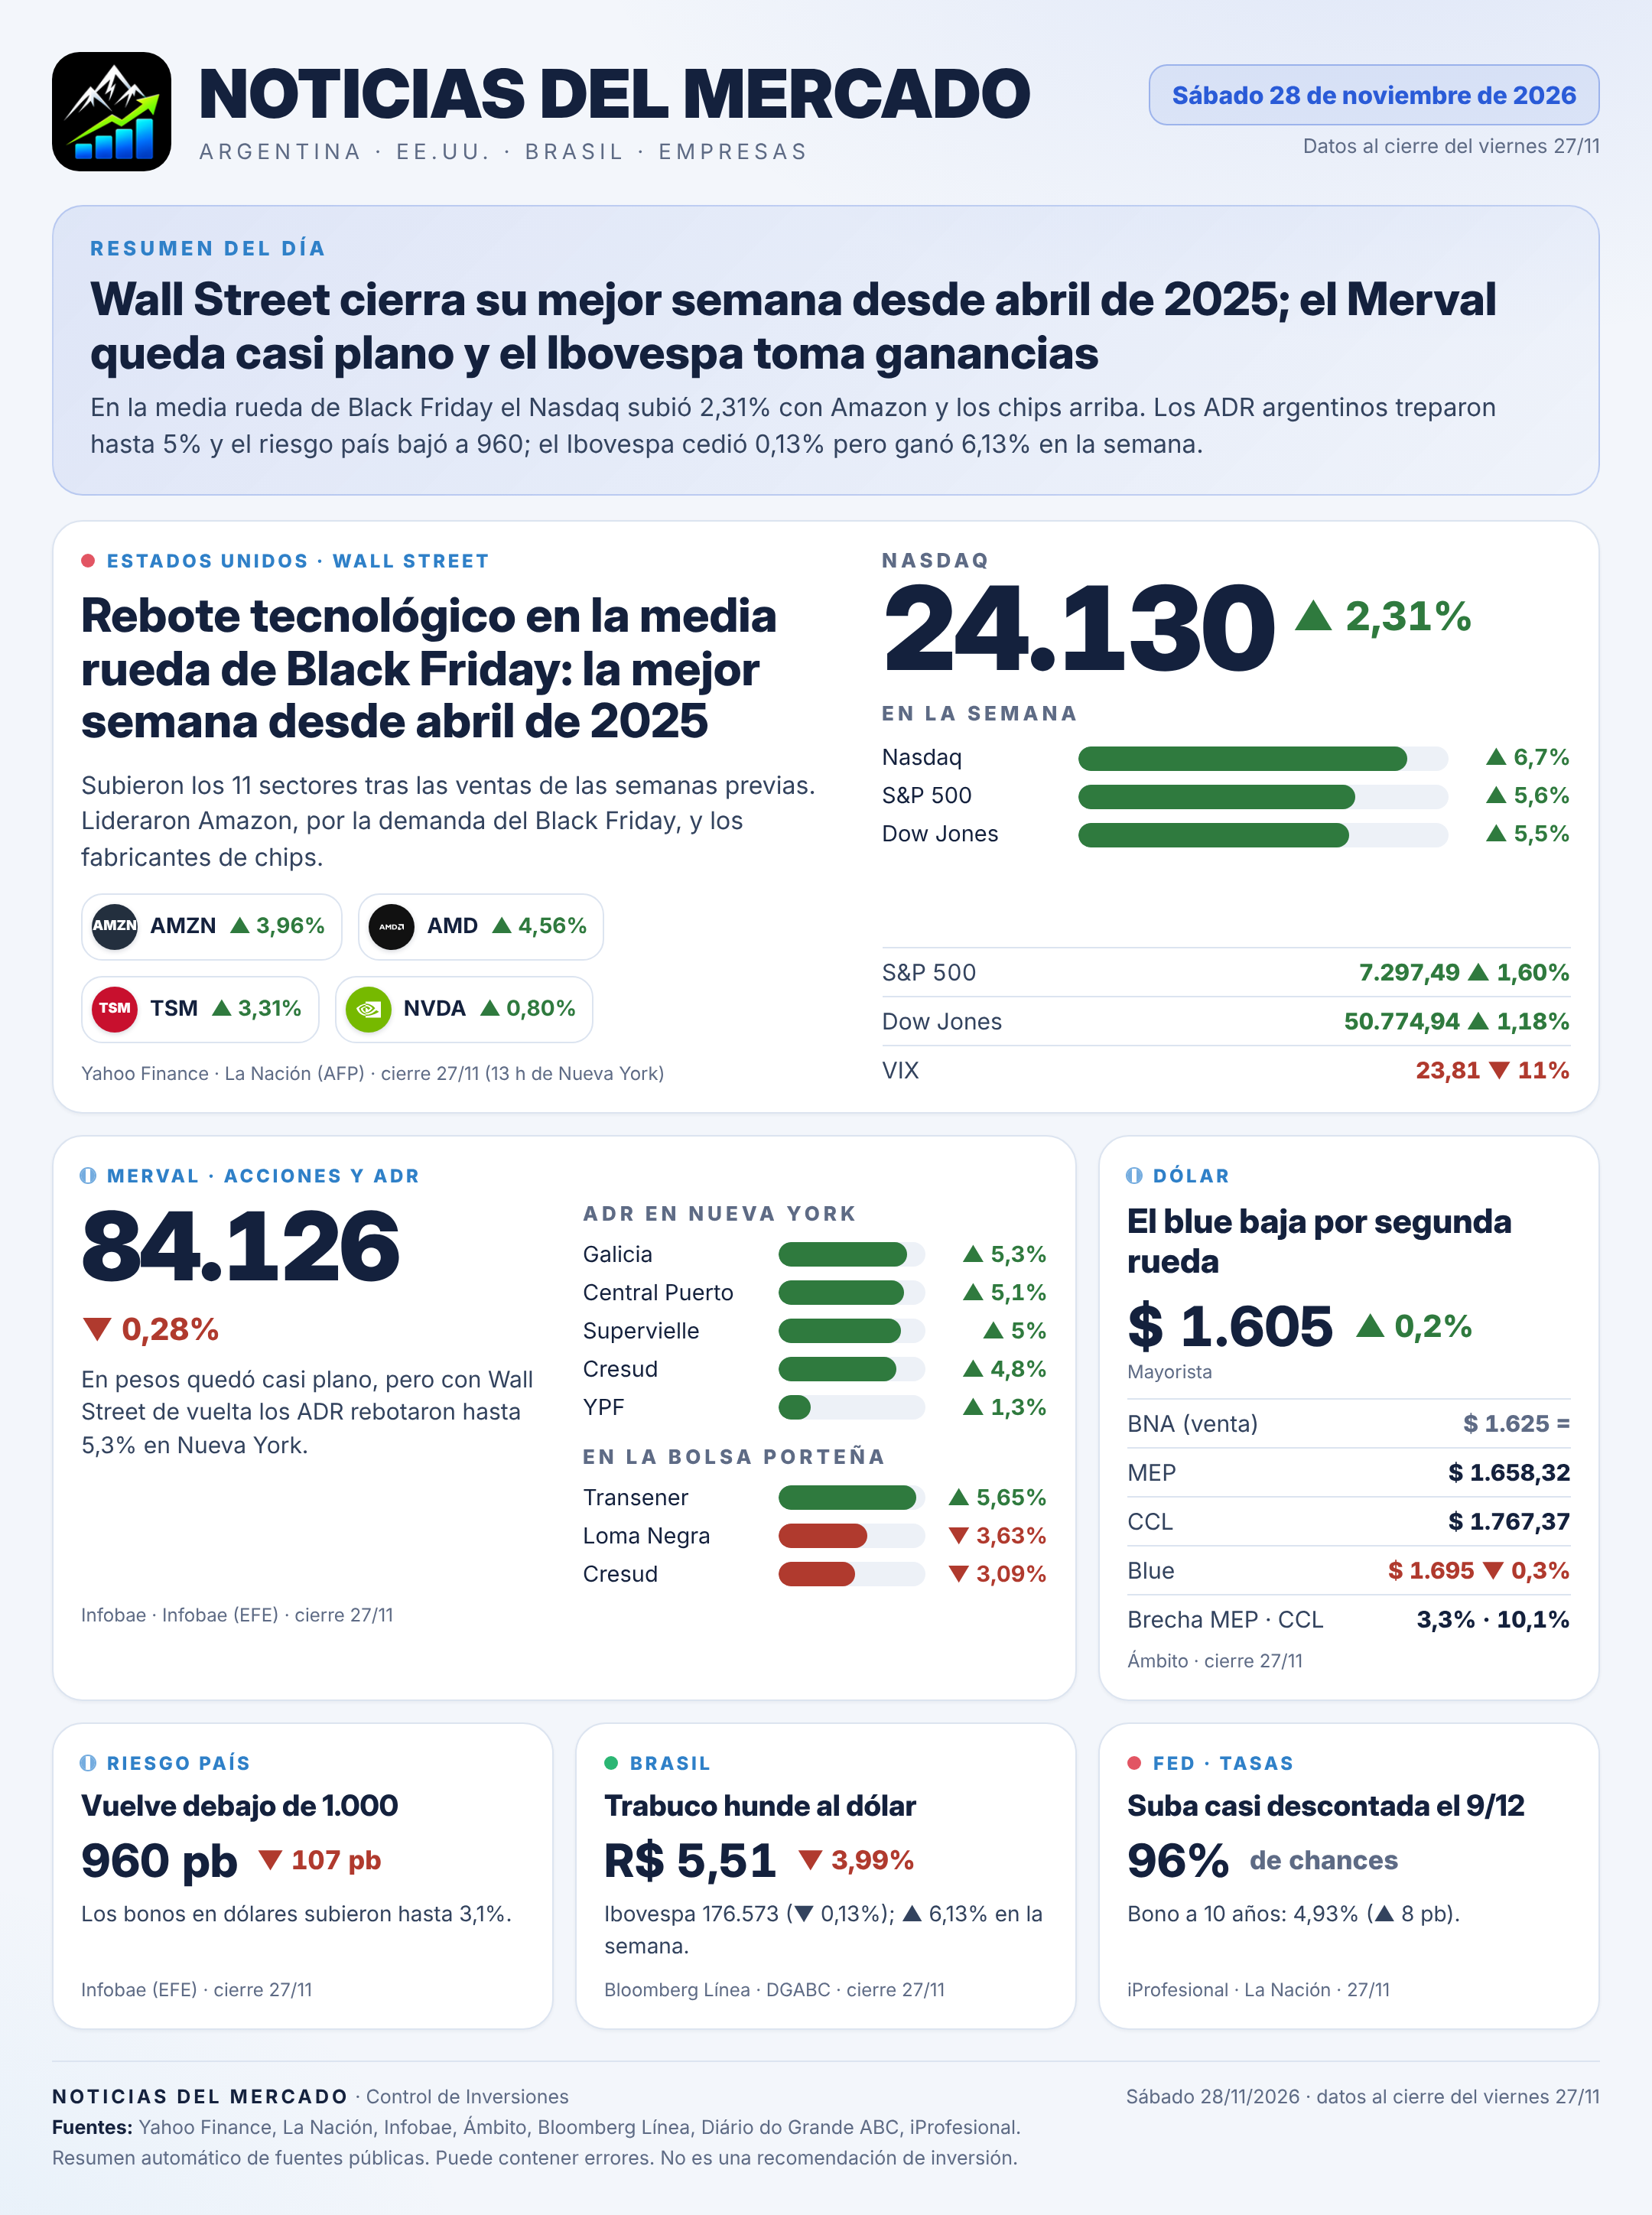 NOTICIAS DEL MERCADO
ARGENTINA · EE.UU. · BRASIL · EMPRESAS
Sábado 28 de noviembre de 2026
Datos al cierre del viernes 27/11
RESUMEN DEL DÍA
Wall Street cierra su mejor semana desde abril de 2025; el Merval
queda casi plano y el Ibovespa toma ganancias
En la media rueda de Black Friday el Nasdaq subió 2,31% con Amazon y los chips arriba. Los ADR argentinos treparon
hasta 5% y el riesgo país bajó a 960; el Ibovespa cedió 0,13% pero ganó 6,13% en la semana.
ESTADOS UNIDOS · WALL STREET
Rebote tecnológico en la media
rueda de Black Friday: la mejor
semana desde abril de 2025
Subieron los 11 sectores tras las ventas de las semanas previas.
Lideraron Amazon, por la demanda del Black Friday, y los
fabricantes de chips.
AMZN AMZN ▲ 3,96%
AMD AMD ▲ 4,56%
TSM TSM ▲ 3,31%
NVDA ▲ 0,80%
Yahoo Finance · La Nación (AFP) · cierre 27/11 (13 h de Nueva York)
NASDAQ
24.130 ▲ 2,31%
EN LA SEMANA
Nasdaq ▲ 6,7%
S&P 500 ▲ 5,6%
Dow Jones ▲ 5,5%
S&P 500 7.297,49 ▲ 1,60%
Dow Jones 50.774,94 ▲ 1,18%
VIX 23,81 ▼ 11%
MERVAL · ACCIONES Y ADR
84.126
▼ 0,28%
En pesos quedó casi plano, pero con Wall
Street de vuelta los ADR rebotaron hasta
5,3% en Nueva York.
Infobae · Infobae (EFE) · cierre 27/11
ADR EN NUEVA YORK
Galicia ▲ 5,3%
Central Puerto ▲ 5,1%
Supervielle ▲ 5%
Cresud ▲ 4,8%
YPF ▲ 1,3%
EN LA BOLSA PORTEÑA
Transener ▲ 5,65%
Loma Negra ▼ 3,63%
Cresud ▼ 3,09%
DÓLAR
El blue baja por segunda
rueda
$ 1.605 ▲ 0,2%
Mayorista
BNA (venta) $ 1.625 =
MEP $ 1.658,32
CCL $ 1.767,37
Blue $ 1.695 ▼ 0,3%
Brecha MEP · CCL 3,3% · 10,1%
Ámbito · cierre 27/11
RIESGO PAÍS
Vuelve debajo de 1.000
960 pb ▼ 107 pb
Los bonos en dólares subieron hasta 3,1%.
Infobae (EFE) · cierre 27/11
BRASIL
Trabuco hunde al dólar
R$ 5,51 ▼ 3,99%
Ibovespa 176.573 (▼ 0,13%); ▲ 6,13% en la
semana.
Bloomberg Línea · DGABC · cierre 27/11
FED · TASAS
Suba casi descontada el 9/12
96% de chances
Bono a 10 años: 4,93% (▲ 8 pb).
iProfesional · La Nación · 27/11
NOTICIAS DEL MERCADO · Control de Inversiones
Sábado 28/11/2026 · datos al cierre del viernes 27/11
Fuentes: Yahoo Finance, La Nación, Infobae, Ámbito, Bloomberg Línea, Diário do Grande ABC, iProfesional.
Resumen automático de fuentes públicas. Puede contener errores. No es una recomendación de inversión.